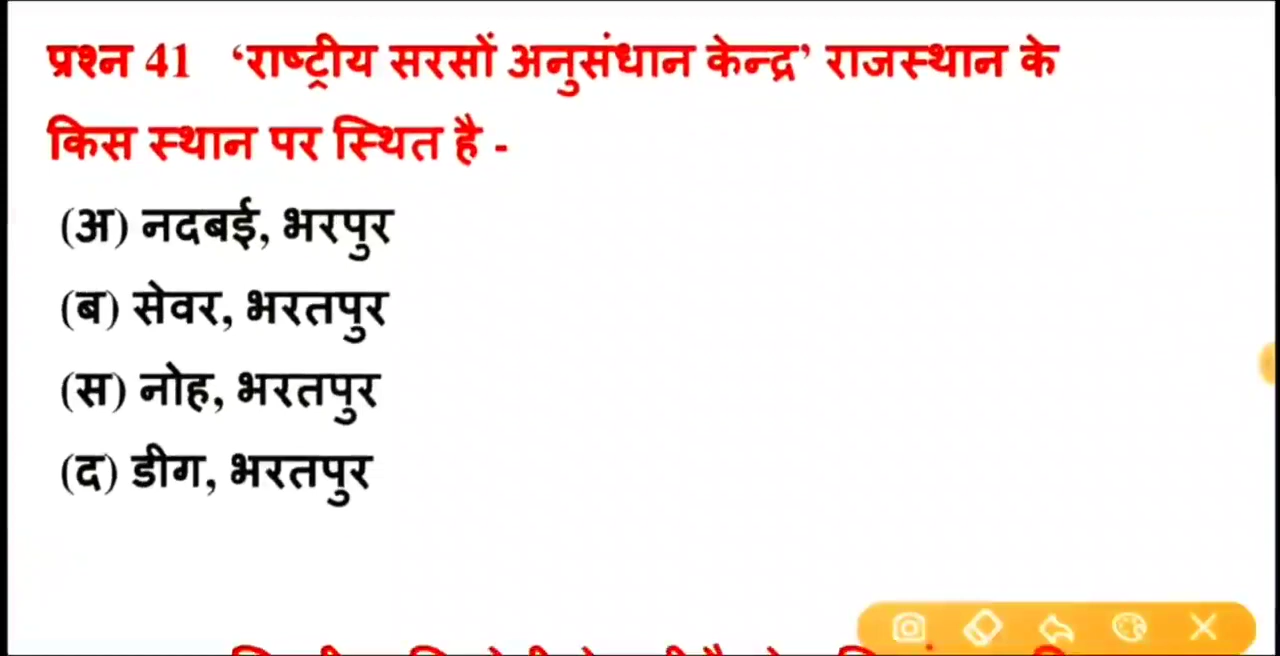 प्रश्न 41 ‘राष्ट्रीय सरसों अनुसंधान केन्द्र’ राजस्थान के
किस स्थान पर स्थित है -
(अ) नदबई, भरपुर
(ब) सेवर, भरतपुर
(स) नोह, भरतपुर
(द) डीग, भरतपुर